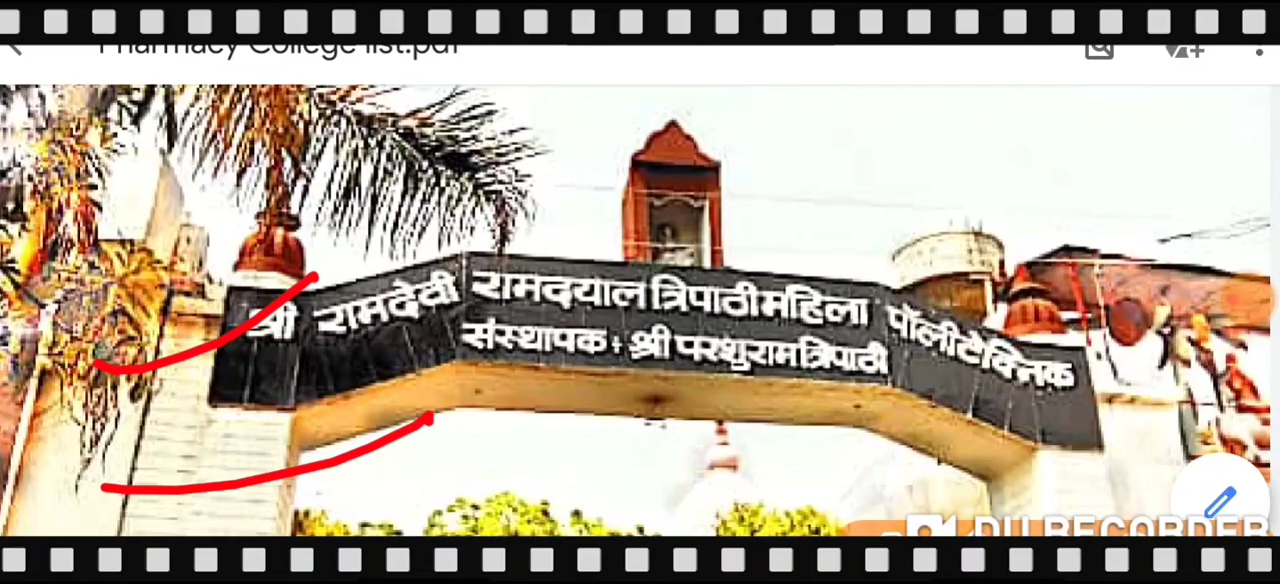 Pharmacy College list.pdf
श्री रामदेवी रामदयाल त्रिपाठी महिला पॉलीटेक्निक
संस्थापक : श्री परशुराम त्रिपाठी
DU RECORDER